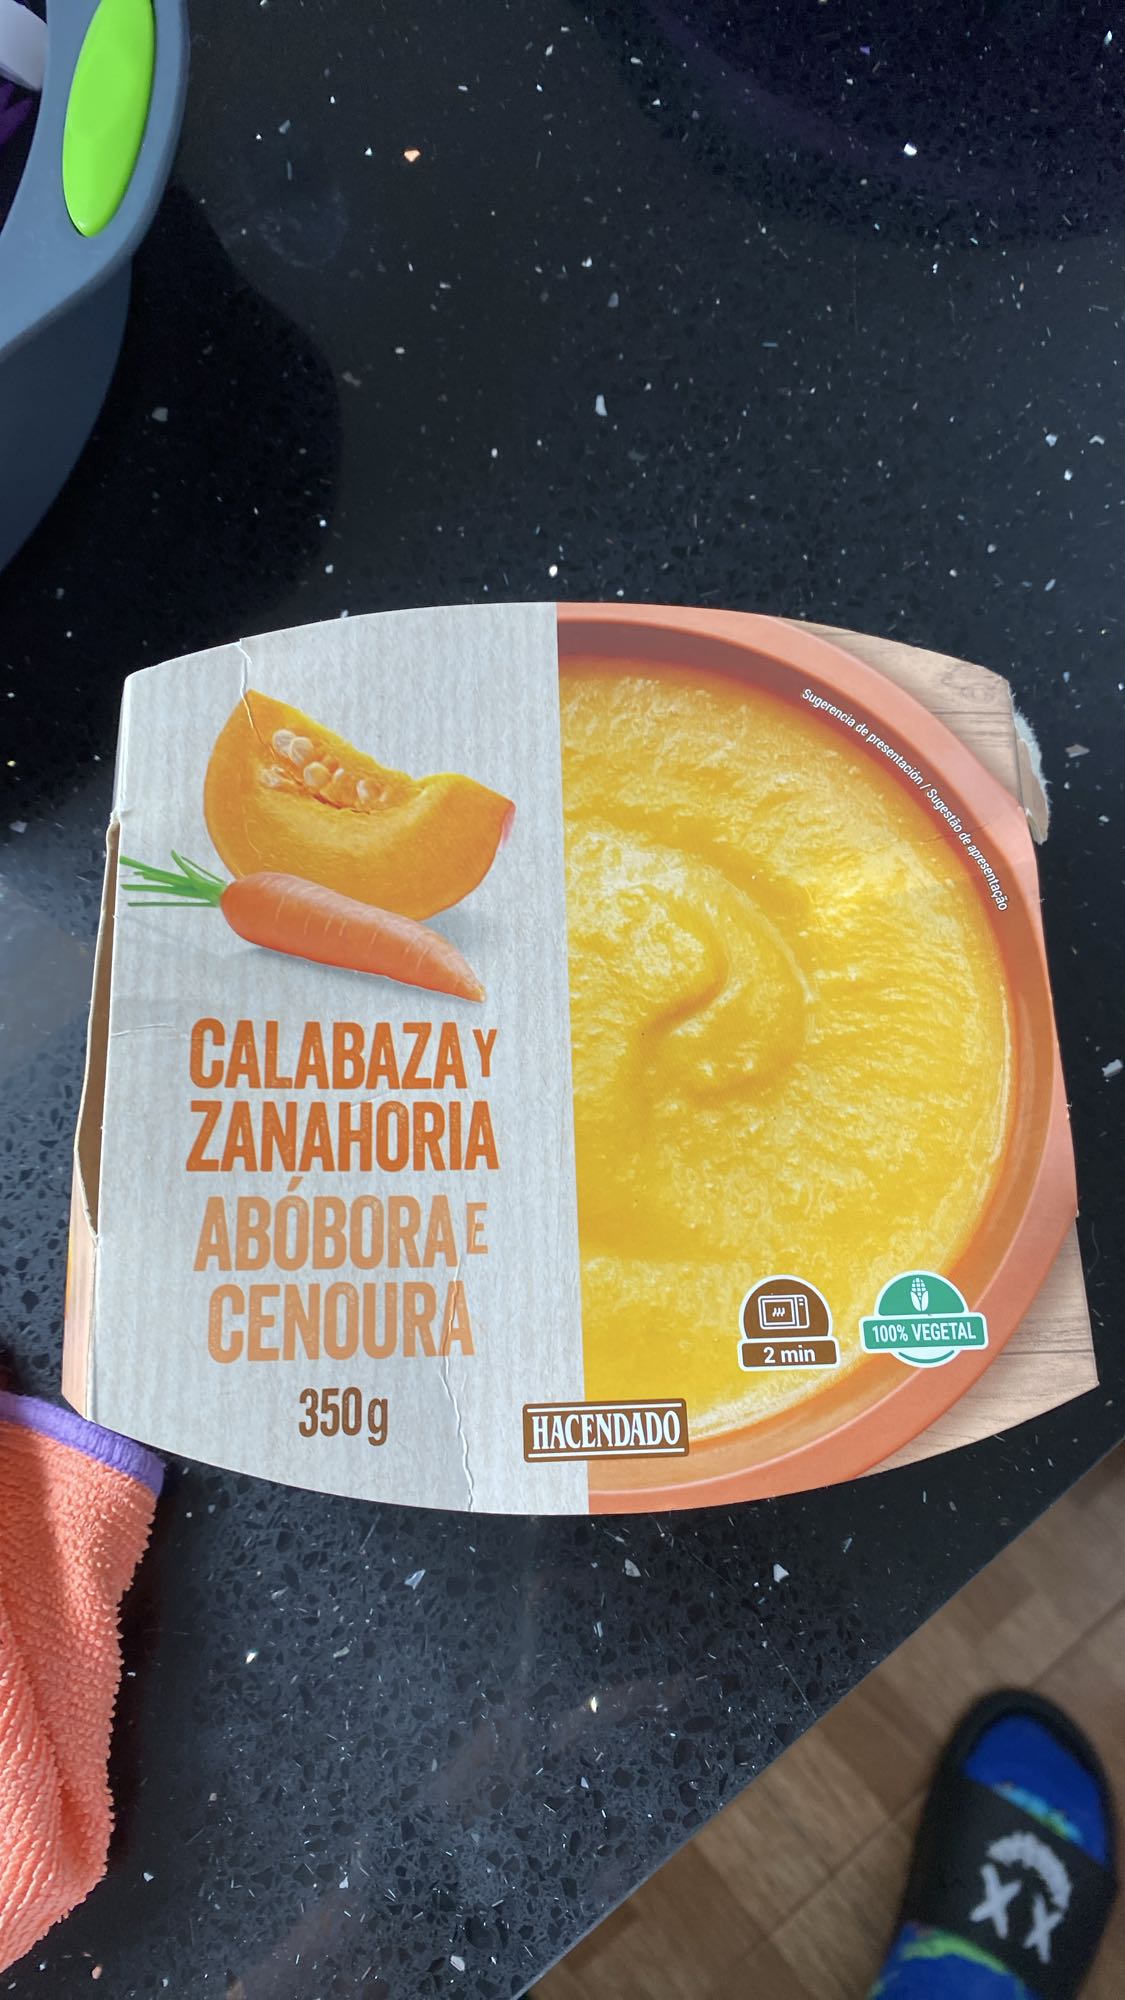 CALABAZA Y
ZANAHORIA
ABÓBORA E
CENOURA
350g
HACENDADO
Sugerencia de presentación / Sugestão de apresentação
2 min
100% VEGETAL